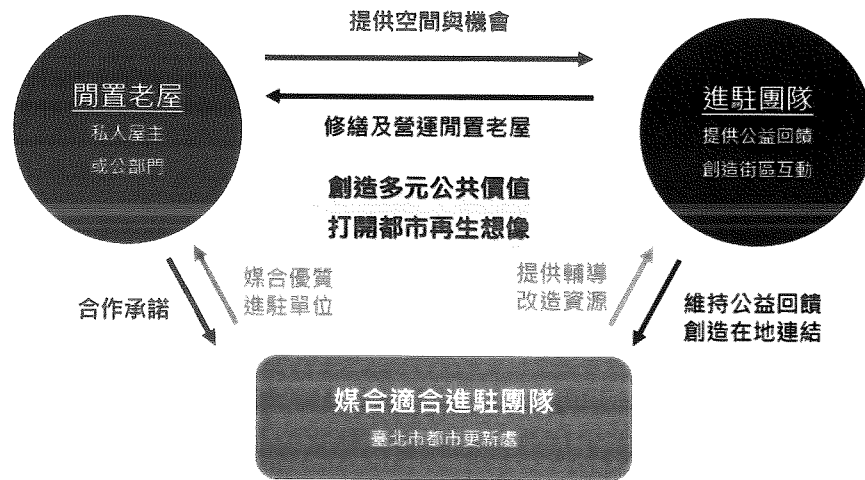 提供空間與機會
閒置老屋
私人屋主
或公部門
進駐團隊
提供公益回饋
創造街區互動
修繕及營運閒置老屋
創造多元公共價值
打開都市再生想像
合作承諾
媒合優質
進駐單位
提供輔導
改造資源
維持公益回饋
創造在地連結
媒合適合進駐團隊
臺北市都市更新處